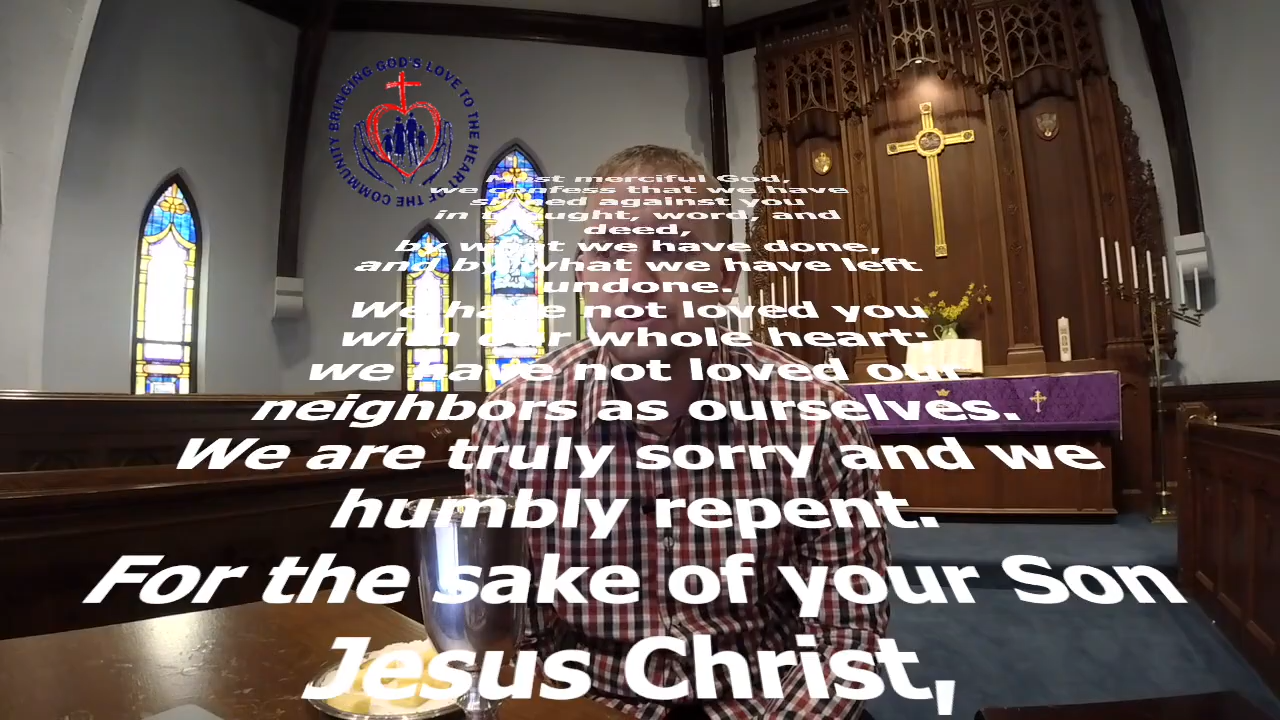 COMMUNITY BRINGING GOD'S LOVE TO THE HEART OF THE
Most merciful God,
we confess that we have
sinned against you
in thought, word, and
deed,
by what we have done,
and by what we have left
undone.
We have not loved you
with our whole heart;
we have not loved our
neighbors as ourselves.
We are truly sorry and we
humbly repent.
For the sake of your Son
Jesus Christ,